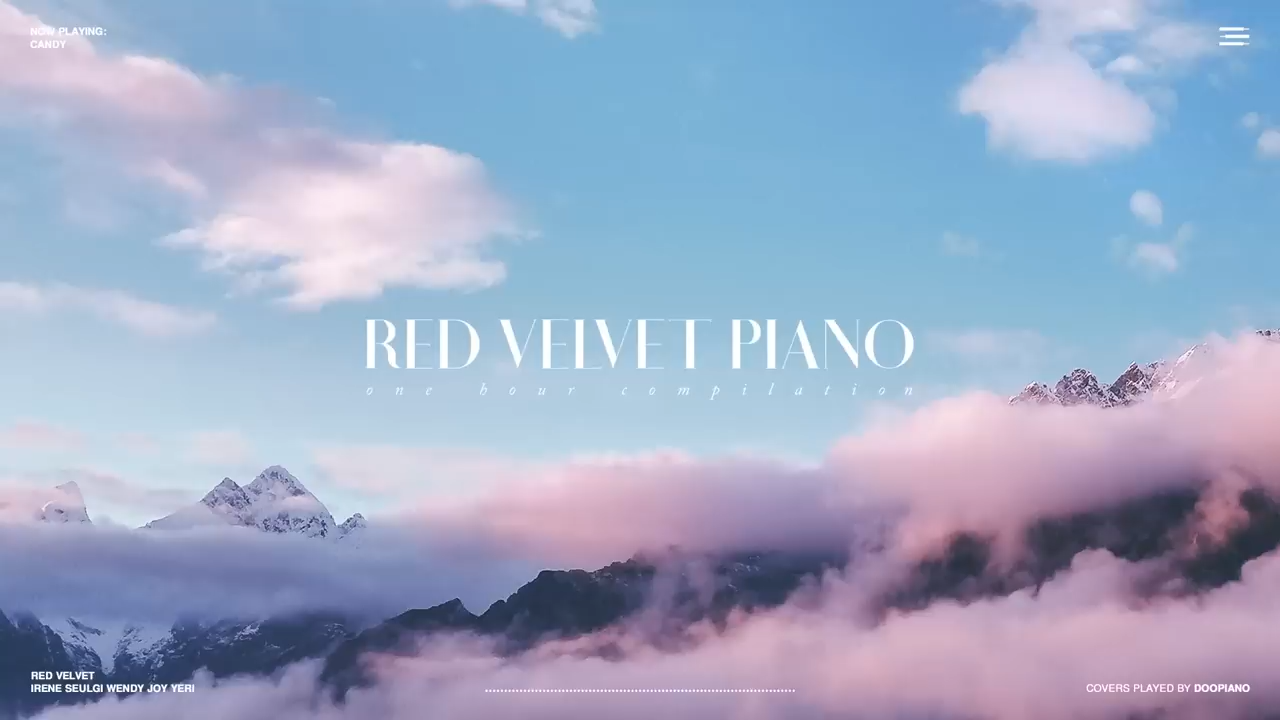 NOW PLAYING:
CANDY
RED VELVET PIANO
one hour compilation
RED VELVET
IRENE SEULGI WENDY JOY YERI
COVERS PLAYED BY DOOPIANO